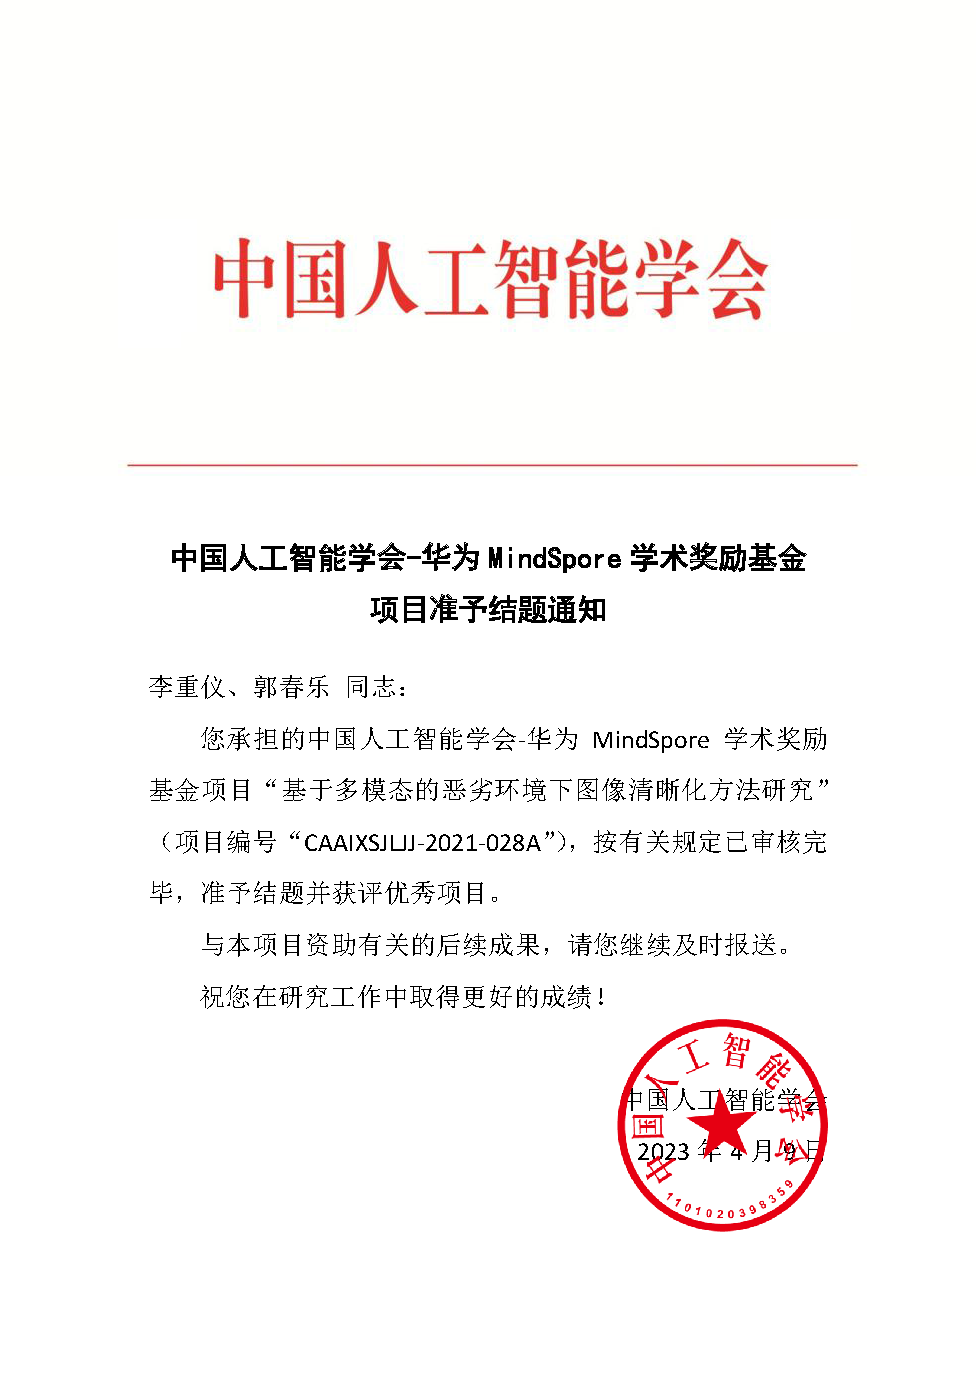 中国人工智能学会
中国人工智能学会-华为 MindSpore 学术奖励基金
项目准予结题通知
李重仪、郭春乐 同志：
您承担的中国人工智能学会-华为 MindSpore 学术奖励
基金项目“基于多模态的恶劣环境下图像清晰化方法研究”
（项目编号“CAAIXSJLJJ-2021-028A”），按有关规定已审核完
毕，准予结题并获评优秀项目。
与本项目资助有关的后续成果，请您继续及时报送。
祝您在研究工作中取得更好的成绩！
中国人工智能学会
2023 年 4 月 9 日
中国人工智能学会
1101020398359